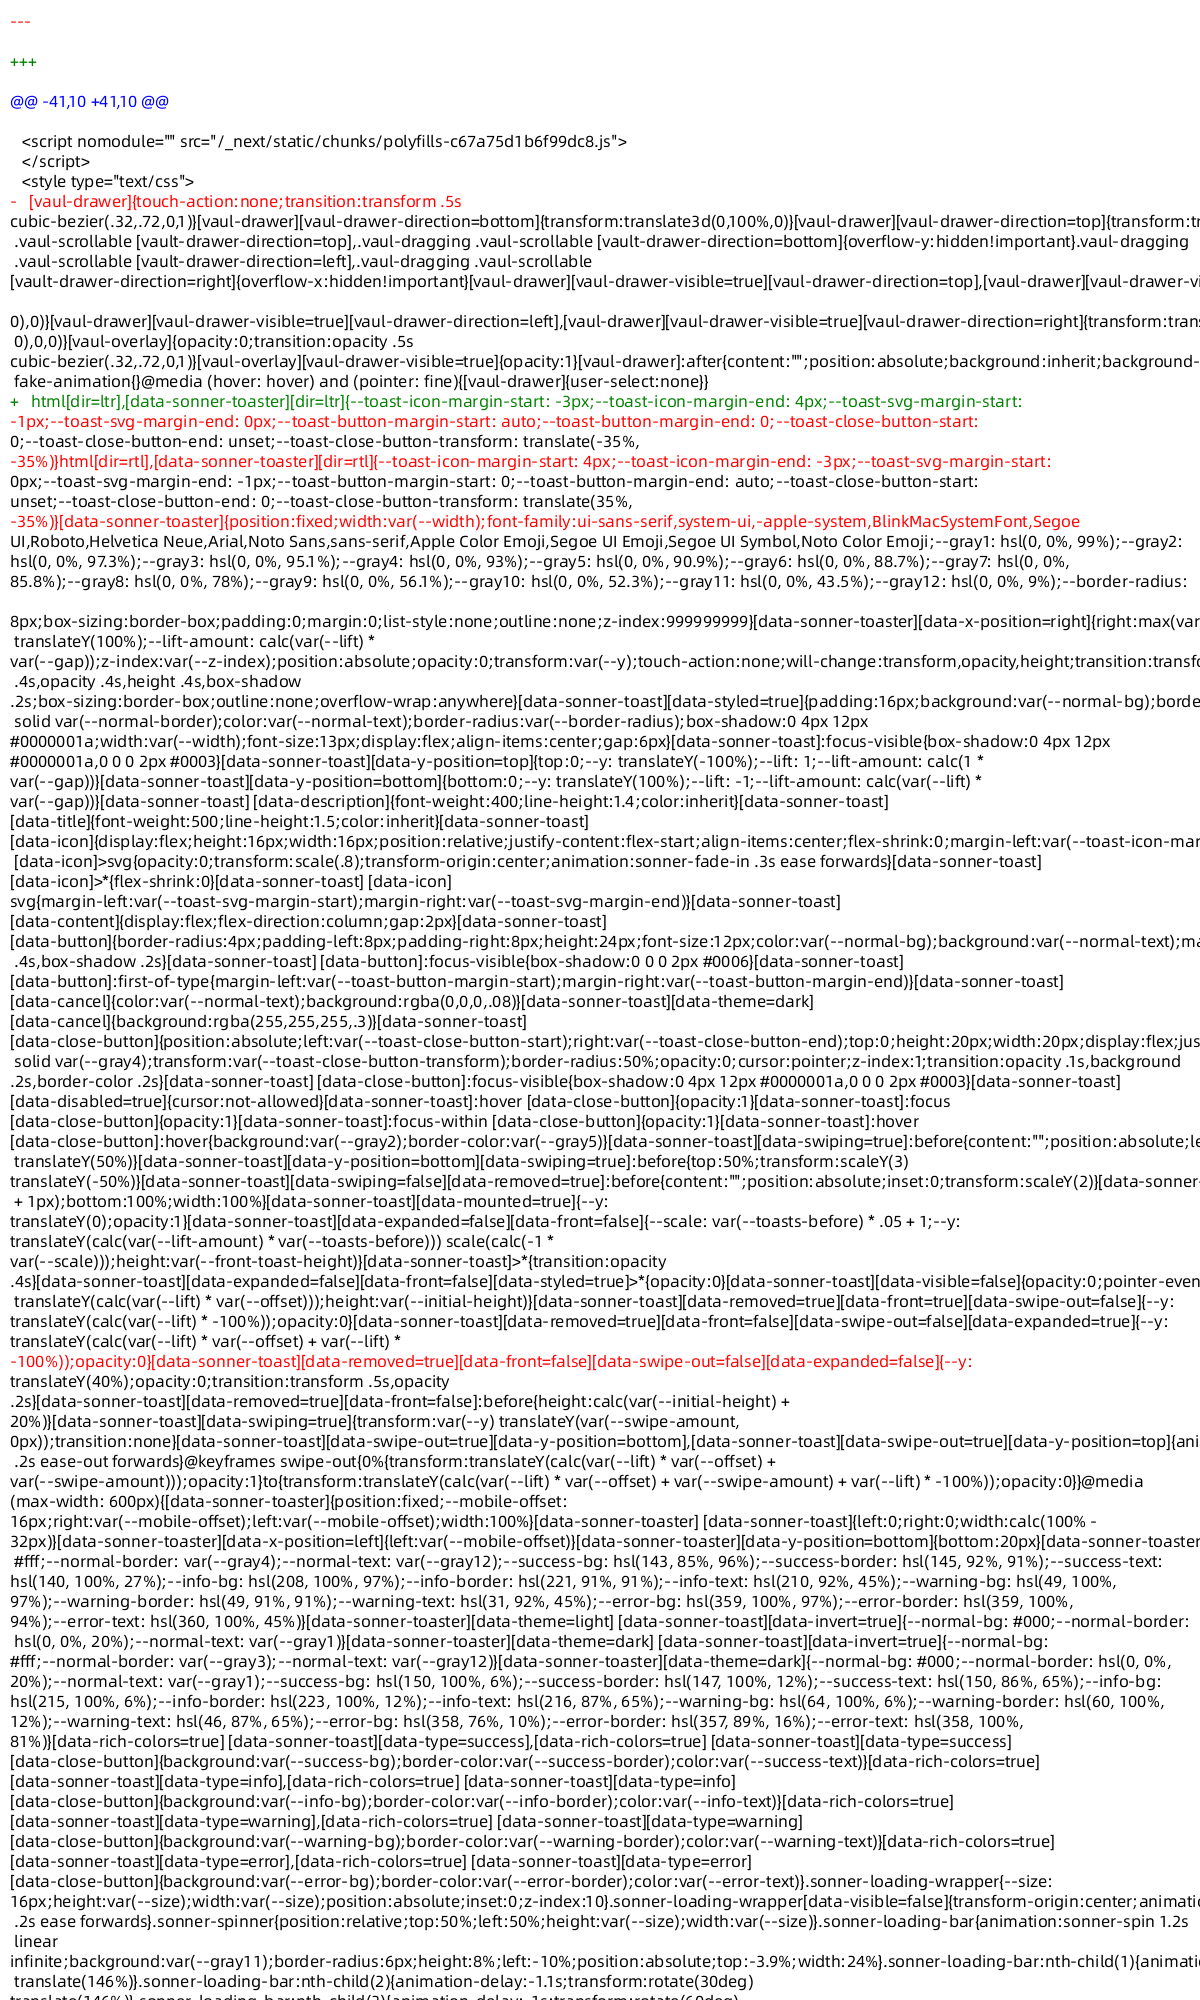 ---
+++
@@ -41,10 +41,10 @@
<script nomodule="" src="/_next/static/chunks/polyfills-c67a75d1b6f99dc8.js">
</script>
<style type="text/css">
-   [vaul-drawer]{touch-action:none;transition:transform .5s
cubic-bezier(.32,.72,0,1)}[vaul-drawer][vaul-drawer-direction=bottom]{transform:translate3d(0,100%,0)}[vaul-drawer][vaul-drawer-direction=top]{transform:tr
.vaul-scrollable [vault-drawer-direction=top],.vaul-dragging .vaul-scrollable [vault-drawer-direction=bottom]{overflow-y:hidden!important}.vaul-dragging
.vaul-scrollable [vault-drawer-direction=left],.vaul-dragging .vaul-scrollable
[vault-drawer-direction=right]{overflow-x:hidden!important}[vaul-drawer][vaul-drawer-visible=true][vaul-drawer-direction=top],[vaul-drawer][vaul-drawer-vi
0),0)}[vaul-drawer][vaul-drawer-visible=true][vaul-drawer-direction=left],[vaul-drawer][vaul-drawer-visible=true][vaul-drawer-direction=right]{transform:trans
0),0,0)}[vaul-overlay]{opacity:0;transition:opacity .5s
cubic-bezier(.32,.72,0,1)}[vaul-overlay][vaul-drawer-visible=true]{opacity:1}[vaul-drawer]:after{content:"";position:absolute;background:inherit;background-
fake-animation{}@media (hover: hover) and (pointer: fine){[vaul-drawer]{user-select:none}}
+   html[dir=ltr],[data-sonner-toaster][dir=ltr]{--toast-icon-margin-start: -3px;--toast-icon-margin-end: 4px;--toast-svg-margin-start:
-1px;--toast-svg-margin-end: 0px;--toast-button-margin-start: auto;--toast-button-margin-end: 0;--toast-close-button-start:
0;--toast-close-button-end: unset;--toast-close-button-transform: translate(-35%,
-35%)}html[dir=rtl],[data-sonner-toaster][dir=rtl]{--toast-icon-margin-start: 4px;--toast-icon-margin-end: -3px;--toast-svg-margin-start:
0px;--toast-svg-margin-end: -1px;--toast-button-margin-start: 0;--toast-button-margin-end: auto;--toast-close-button-start:
unset;--toast-close-button-end: 0;--toast-close-button-transform: translate(35%,
-35%)}[data-sonner-toaster]{position:fixed;width:var(--width);font-family:ui-sans-serif,system-ui,-apple-system,BlinkMacSystemFont,Segoe
UI,Roboto,Helvetica Neue,Arial,Noto Sans,sans-serif,Apple Color Emoji,Segoe UI Emoji,Segoe UI Symbol,Noto Color Emoji;--gray1: hsl(0, 0%, 99%);--gray2:
hsl(0, 0%, 97.3%);--gray3: hsl(0, 0%, 95.1%);--gray4: hsl(0, 0%, 93%);--gray5: hsl(0, 0%, 90.9%);--gray6: hsl(0, 0%, 88.7%);--gray7: hsl(0, 0%,
85.8%);--gray8: hsl(0, 0%, 78%);--gray9: hsl(0, 0%, 56.1%);--gray10: hsl(0, 0%, 52.3%);--gray11: hsl(0, 0%, 43.5%);--gray12: hsl(0, 0%, 9%);--border-radius:
8px;box-sizing:border-box;padding:0;margin:0;list-style:none;outline:none;z-index:999999999}[data-sonner-toaster][data-x-position=right]{right:max(var
translateY(100%);--lift-amount: calc(var(--lift) *
var(--gap));z-index:var(--z-index);position:absolute;opacity:0;transform:var(--y);touch-action:none;will-change:transform,opacity,height;transition:transfo
.4s,opacity .4s,height .4s,box-shadow
.2s;box-sizing:border-box;outline:none;overflow-wrap:anywhere}[data-sonner-toast][data-styled=true]{padding:16px;background:var(--normal-bg);borde
solid var(--normal-border);color:var(--normal-text);border-radius:var(--border-radius);box-shadow:0 4px 12px
#0000001a;width:var(--width);font-size:13px;display:flex;align-items:center;gap:6px}[data-sonner-toast]:focus-visible{box-shadow:0 4px 12px
#0000001a,0 0 0 2px #0003}[data-sonner-toast][data-y-position=top]{top:0;--y: translateY(-100%);--lift: 1;--lift-amount: calc(1 *
var(--gap))}[data-sonner-toast][data-y-position=bottom]{bottom:0;--y: translateY(100%);--lift: -1;--lift-amount: calc(var(--lift) *
var(--gap))}[data-sonner-toast] [data-description]{font-weight:400;line-height:1.4;color:inherit}[data-sonner-toast]
[data-title]{font-weight:500;line-height:1.5;color:inherit}[data-sonner-toast]
[data-icon]{display:flex;height:16px;width:16px;position:relative;justify-content:flex-start;align-items:center;flex-shrink:0;margin-left:var(--toast-icon-mar
[data-icon]>svg{opacity:0;transform:scale(.8);transform-origin:center;animation:sonner-fade-in .3s ease forwards}[data-sonner-toast]
[data-icon]>*{flex-shrink:0}[data-sonner-toast] [data-icon]
svg{margin-left:var(--toast-svg-margin-start);margin-right:var(--toast-svg-margin-end)}[data-sonner-toast]
[data-content]{display:flex;flex-direction:column;gap:2px}[data-sonner-toast]
[data-button]{border-radius:4px;padding-left:8px;padding-right:8px;height:24px;font-size:12px;color:var(--normal-bg);background:var(--normal-text);ma
.4s,box-shadow .2s}[data-sonner-toast] [data-button]:focus-visible{box-shadow:0 0 0 2px #0006}[data-sonner-toast]
[data-button]:first-of-type{margin-left:var(--toast-button-margin-start);margin-right:var(--toast-button-margin-end)}[data-sonner-toast]
[data-cancel]{color:var(--normal-text);background:rgba(0,0,0,.08)}[data-sonner-toast][data-theme=dark]
[data-cancel]{background:rgba(255,255,255,.3)}[data-sonner-toast]
[data-close-button]{position:absolute;left:var(--toast-close-button-start);right:var(--toast-close-button-end);top:0;height:20px;width:20px;display:flex;jus
solid var(--gray4);transform:var(--toast-close-button-transform);border-radius:50%;opacity:0;cursor:pointer;z-index:1;transition:opacity .1s,background
.2s,border-color .2s}[data-sonner-toast] [data-close-button]:focus-visible{box-shadow:0 4px 12px #0000001a,0 0 0 2px #0003}[data-sonner-toast]
[data-disabled=true]{cursor:not-allowed}[data-sonner-toast]:hover [data-close-button]{opacity:1}[data-sonner-toast]:focus
[data-close-button]{opacity:1}[data-sonner-toast]:focus-within [data-close-button]{opacity:1}[data-sonner-toast]:hover
[data-close-button]:hover{background:var(--gray2);border-color:var(--gray5)}[data-sonner-toast][data-swiping=true]:before{content:"";position:absolute;le
translateY(50%)}[data-sonner-toast][data-y-position=bottom][data-swiping=true]:before{top:50%;transform:scaleY(3)
translateY(-50%)}[data-sonner-toast][data-swiping=false][data-removed=true]:before{content:"";position:absolute;inset:0;transform:scaleY(2)}[data-sonner-
+ 1px);bottom:100%;width:100%}[data-sonner-toast][data-mounted=true]{--y:
translateY(0);opacity:1}[data-sonner-toast][data-expanded=false][data-front=false]{--scale: var(--toasts-before) * .05 + 1;--y:
translateY(calc(var(--lift-amount) * var(--toasts-before))) scale(calc(-1 *
var(--scale)));height:var(--front-toast-height)}[data-sonner-toast]>*{transition:opacity
.4s}[data-sonner-toast][data-expanded=false][data-front=false][data-styled=true]>*{opacity:0}[data-sonner-toast][data-visible=false]{opacity:0;pointer-even
translateY(calc(var(--lift) * var(--offset)));height:var(--initial-height)}[data-sonner-toast][data-removed=true][data-front=true][data-swipe-out=false]{--y:
translateY(calc(var(--lift) * -100%));opacity:0}[data-sonner-toast][data-removed=true][data-front=false][data-swipe-out=false][data-expanded=true]{--y:
translateY(calc(var(--lift) * var(--offset) + var(--lift) *
-100%));opacity:0}[data-sonner-toast][data-removed=true][data-front=false][data-swipe-out=false][data-expanded=false]{--y:
translateY(40%);opacity:0;transition:transform .5s,opacity
.2s}[data-sonner-toast][data-removed=true][data-front=false]:before{height:calc(var(--initial-height) +
20%)}[data-sonner-toast][data-swiping=true]{transform:var(--y) translateY(var(--swipe-amount,
0px));transition:none}[data-sonner-toast][data-swipe-out=true][data-y-position=bottom],[data-sonner-toast][data-swipe-out=true][data-y-position=top]{ani
.2s ease-out forwards}@keyframes swipe-out{0%{transform:translateY(calc(var(--lift) * var(--offset) +
var(--swipe-amount)));opacity:1}to{transform:translateY(calc(var(--lift) * var(--offset) + var(--swipe-amount) + var(--lift) * -100%));opacity:0}}@media
(max-width: 600px){[data-sonner-toaster]{position:fixed;--mobile-offset:
16px;right:var(--mobile-offset);left:var(--mobile-offset);width:100%}[data-sonner-toaster] [data-sonner-toast]{left:0;right:0;width:calc(100% -
32px)}[data-sonner-toaster][data-x-position=left]{left:var(--mobile-offset)}[data-sonner-toaster][data-y-position=bottom]{bottom:20px}[data-sonner-toaster
#fff;--normal-border: var(--gray4);--normal-text: var(--gray12);--success-bg: hsl(143, 85%, 96%);--success-border: hsl(145, 92%, 91%);--success-text:
hsl(140, 100%, 27%);--info-bg: hsl(208, 100%, 97%);--info-border: hsl(221, 91%, 91%);--info-text: hsl(210, 92%, 45%);--warning-bg: hsl(49, 100%,
97%);--warning-border: hsl(49, 91%, 91%);--warning-text: hsl(31, 92%, 45%);--error-bg: hsl(359, 100%, 97%);--error-border: hsl(359, 100%,
94%);--error-text: hsl(360, 100%, 45%)}[data-sonner-toaster][data-theme=light] [data-sonner-toast][data-invert=true]{--normal-bg: #000;--normal-border:
hsl(0, 0%, 20%);--normal-text: var(--gray1)}[data-sonner-toaster][data-theme=dark] [data-sonner-toast][data-invert=true]{--normal-bg:
#fff;--normal-border: var(--gray3);--normal-text: var(--gray12)}[data-sonner-toaster][data-theme=dark]{--normal-bg: #000;--normal-border: hsl(0, 0%,
20%);--normal-text: var(--gray1);--success-bg: hsl(150, 100%, 6%);--success-border: hsl(147, 100%, 12%);--success-text: hsl(150, 86%, 65%);--info-bg:
hsl(215, 100%, 6%);--info-border: hsl(223, 100%, 12%);--info-text: hsl(216, 87%, 65%);--warning-bg: hsl(64, 100%, 6%);--warning-border: hsl(60, 100%,
12%);--warning-text: hsl(46, 87%, 65%);--error-bg: hsl(358, 76%, 10%);--error-border: hsl(357, 89%, 16%);--error-text: hsl(358, 100%,
81%)}[data-rich-colors=true] [data-sonner-toast][data-type=success],[data-rich-colors=true] [data-sonner-toast][data-type=success]
[data-close-button]{background:var(--success-bg);border-color:var(--success-border);color:var(--success-text)}[data-rich-colors=true]
[data-sonner-toast][data-type=info],[data-rich-colors=true] [data-sonner-toast][data-type=info]
[data-close-button]{background:var(--info-bg);border-color:var(--info-border);color:var(--info-text)}[data-rich-colors=true]
[data-sonner-toast][data-type=warning],[data-rich-colors=true] [data-sonner-toast][data-type=warning]
[data-close-button]{background:var(--warning-bg);border-color:var(--warning-border);color:var(--warning-text)}[data-rich-colors=true]
[data-sonner-toast][data-type=error],[data-rich-colors=true] [data-sonner-toast][data-type=error]
[data-close-button]{background:var(--error-bg);border-color:var(--error-border);color:var(--error-text)}.sonner-loading-wrapper{--size:
16px;height:var(--size);width:var(--size);position:absolute;inset:0;z-index:10}.sonner-loading-wrapper[data-visible=false]{transform-origin:center;animatio
.2s ease forwards}.sonner-spinner{position:relative;top:50%;left:50%;height:var(--size);width:var(--size)}.sonner-loading-bar{animation:sonner-spin 1.2s
linear
infinite;background:var(--gray11);border-radius:6px;height:8%;left:-10%;position:absolute;top:-3.9%;width:24%}.sonner-loading-bar:nth-child(1){animatio
translate(146%)}.sonner-loading-bar:nth-child(2){animation-delay:-1.1s;transform:rotate(30deg)
translate(146%)}.sonner-loading-bar:nth-child(3){animation-delay:-1s;transform:rotate(60deg)